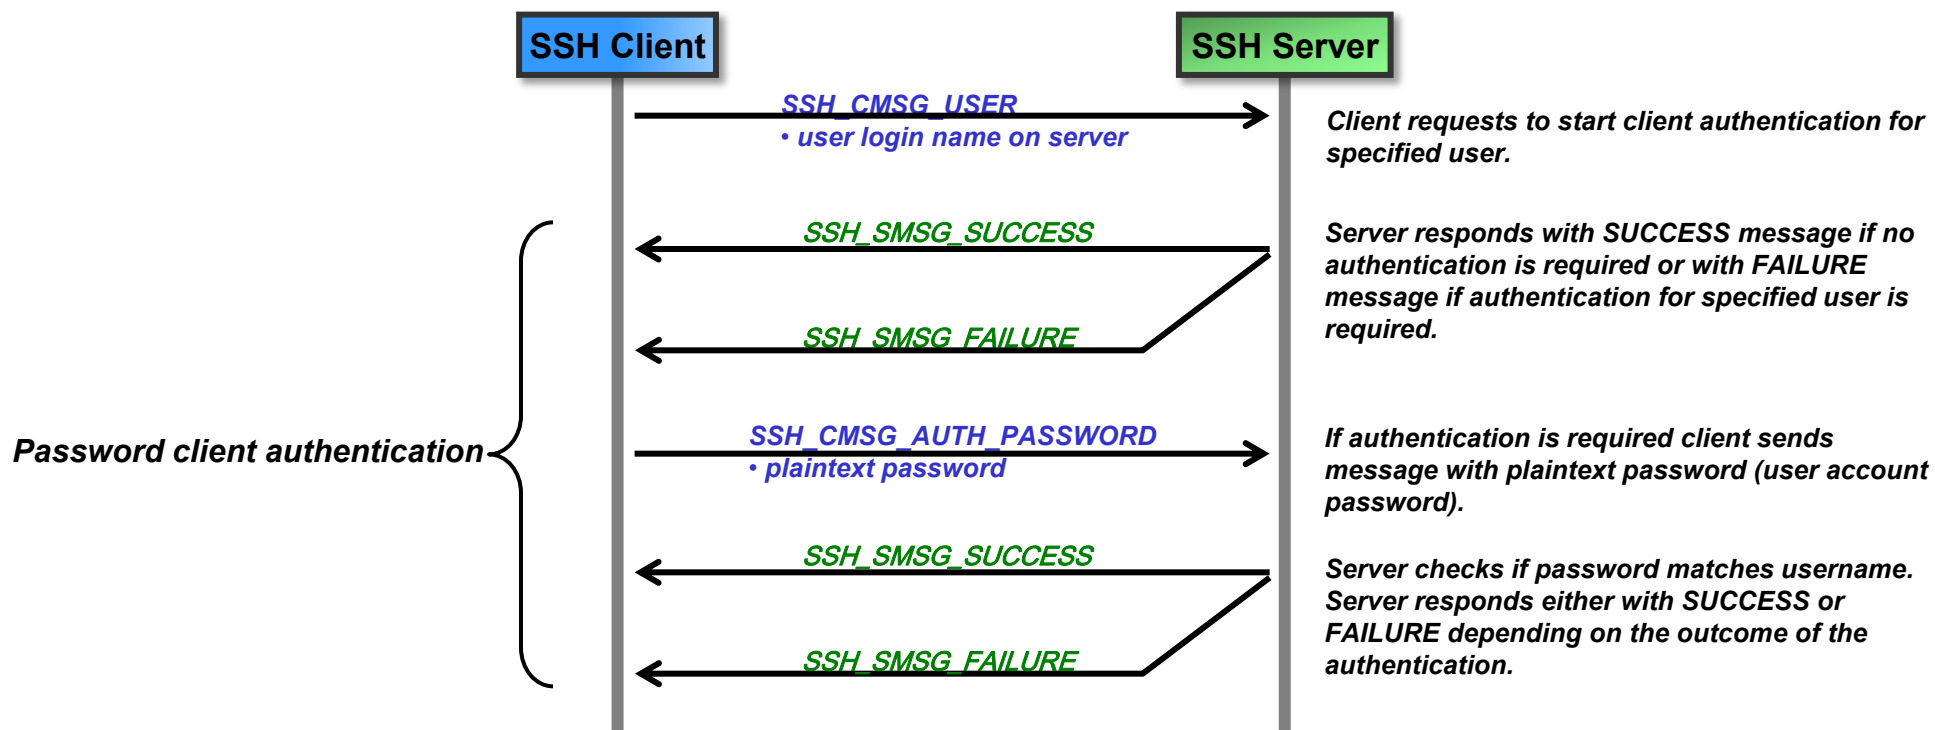 SSH Client
SSH Server
SSH_CMSG_USER
• user login name on server
Client requests to start client authentication for
specified user.
SSH_SMSG_SUCCESS
SSH_SMSG_FAILURE
Server responds with SUCCESS message if no
authentication is required or with FAILURE
message if authentication for specified user is
required.
Password client authentication
SSH_CMSG_AUTH_PASSWORD
• plaintext password
If authentication is required client sends
message with plaintext password (user account
password).
SSH_SMSG_SUCCESS
SSH_SMSG_FAILURE
Server checks if password matches username.
Server responds either with SUCCESS or
FAILURE depending on the outcome of the
authentication.